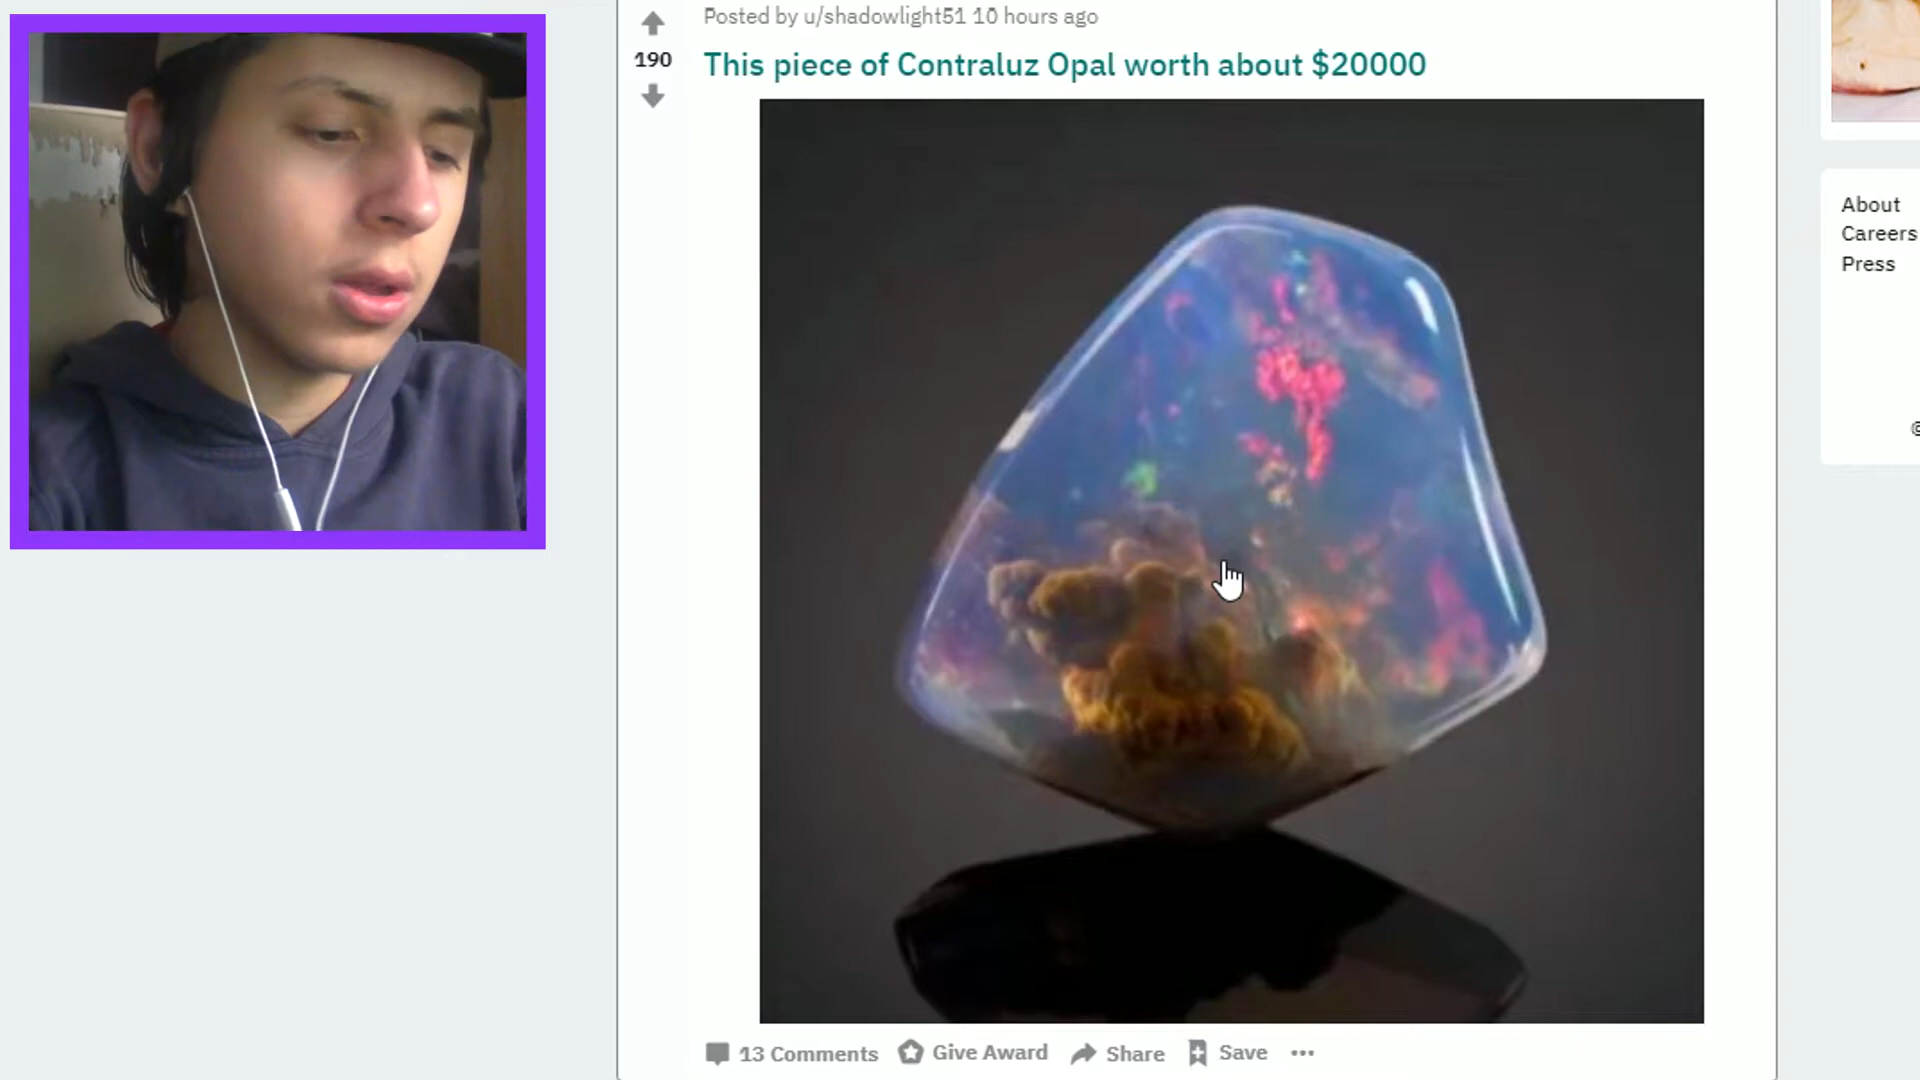 Posted by u/shadowlight51 10 hours ago
190
This piece of Contraluz Opal worth about $20000
13 Comments
Give Award
Share
Save
About
Careers
Press
©